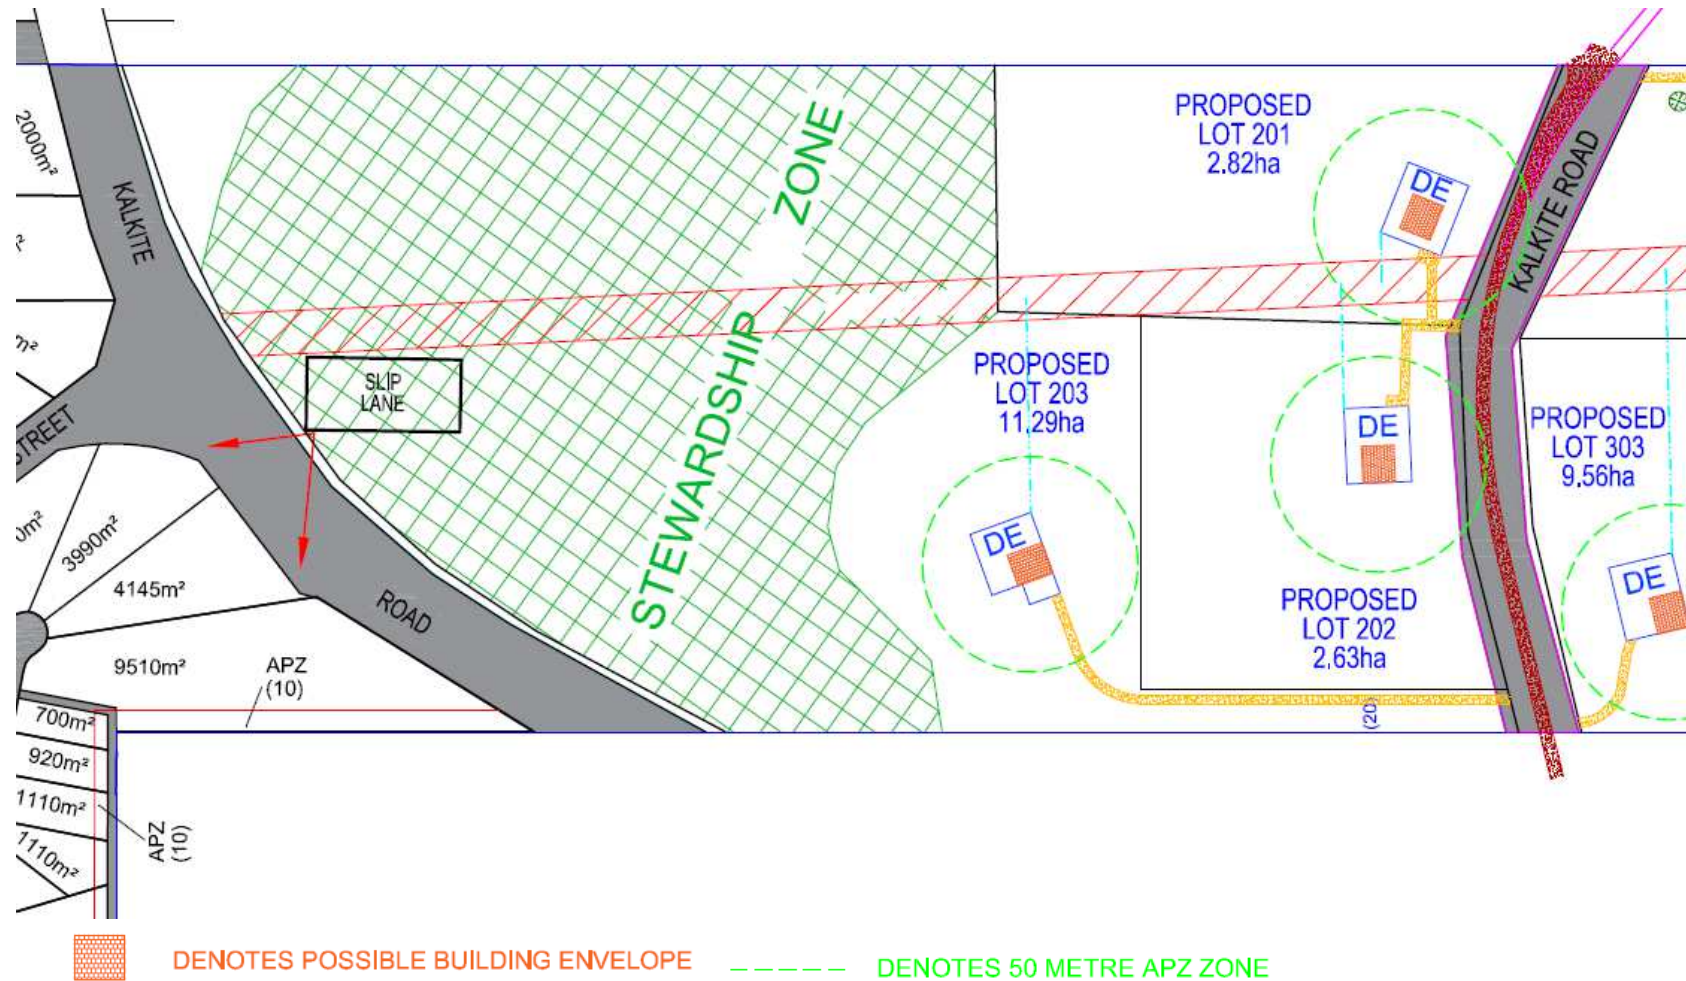 2000m²
KALKITE
m²
STREET
3990m²
4145m²
9510m²
ROAD
APZ
(10)
700m²
920m²
1110m²
1110m²
APZ
(10)
SLIP
LANE
STEWARDSHIP ZONE
PROPOSED
LOT 201
2.82ha
DE
KALKITE ROAD
PROPOSED
LOT 203
11.29ha
DE
DE
PROPOSED
LOT 202
2.63ha
(20)
PROPOSED
LOT 303
9.56ha
DE
DENOTES POSSIBLE BUILDING ENVELOPE
DENOTES 50 METRE APZ ZONE